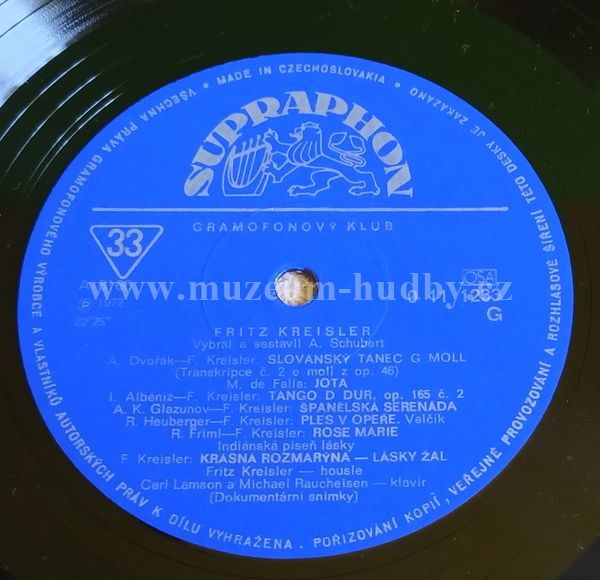 VŠECHNA PRÁVA GRAMOFONOVÉHO VÝROBCE A VLASTNÍKŮ AUTORSKÝCH PRÁV K DÍLU VYHRAŽENA. POŘIZOVÁNÍ KOPIÍ, VEŘEJNÉ PROVOZOVÁNÍ A ROZHLASOVÉ ŠÍŘENÍ TÉTO DESKY JE ZAKÁZÁNO • MADE IN CZECHOSLOVAKIA •
SUPRAPHON
GRAMOFONOVÝ KLUB
33
OSA
www.muzeum-hudby.cz
℗ 1972
0 11
G
22'25"
FRITZ KREISLER
Vybral a sestavil A. Schubert
A. Dvořák—F. Kreisler: SLOVANSKÝ TANEC G MOLL
(Transkripce č. 2 e moll z op. 46)
M. de Falla: JOTA
I. Albéniz—F. Kreisler: TANGO D DUR, op. 165 č. 2
A. K. Glazunov—F. Kreisler: ŠPANĚLSKÁ SERENÁDA
R. Heuberger—F. Kreisler: PLES V OPEŘE. Valčík
R. Friml—F. Kreisler: ROSE MARIE
Indiánská píseň lásky
F. Kreisler: KRÁSNÁ ROZMARÝNA — LÁSKY ŽAL
Fritz Kreisler — housle
Carl Lamson a Michael Raucheisen — klavír
(Dokumentární snímky)